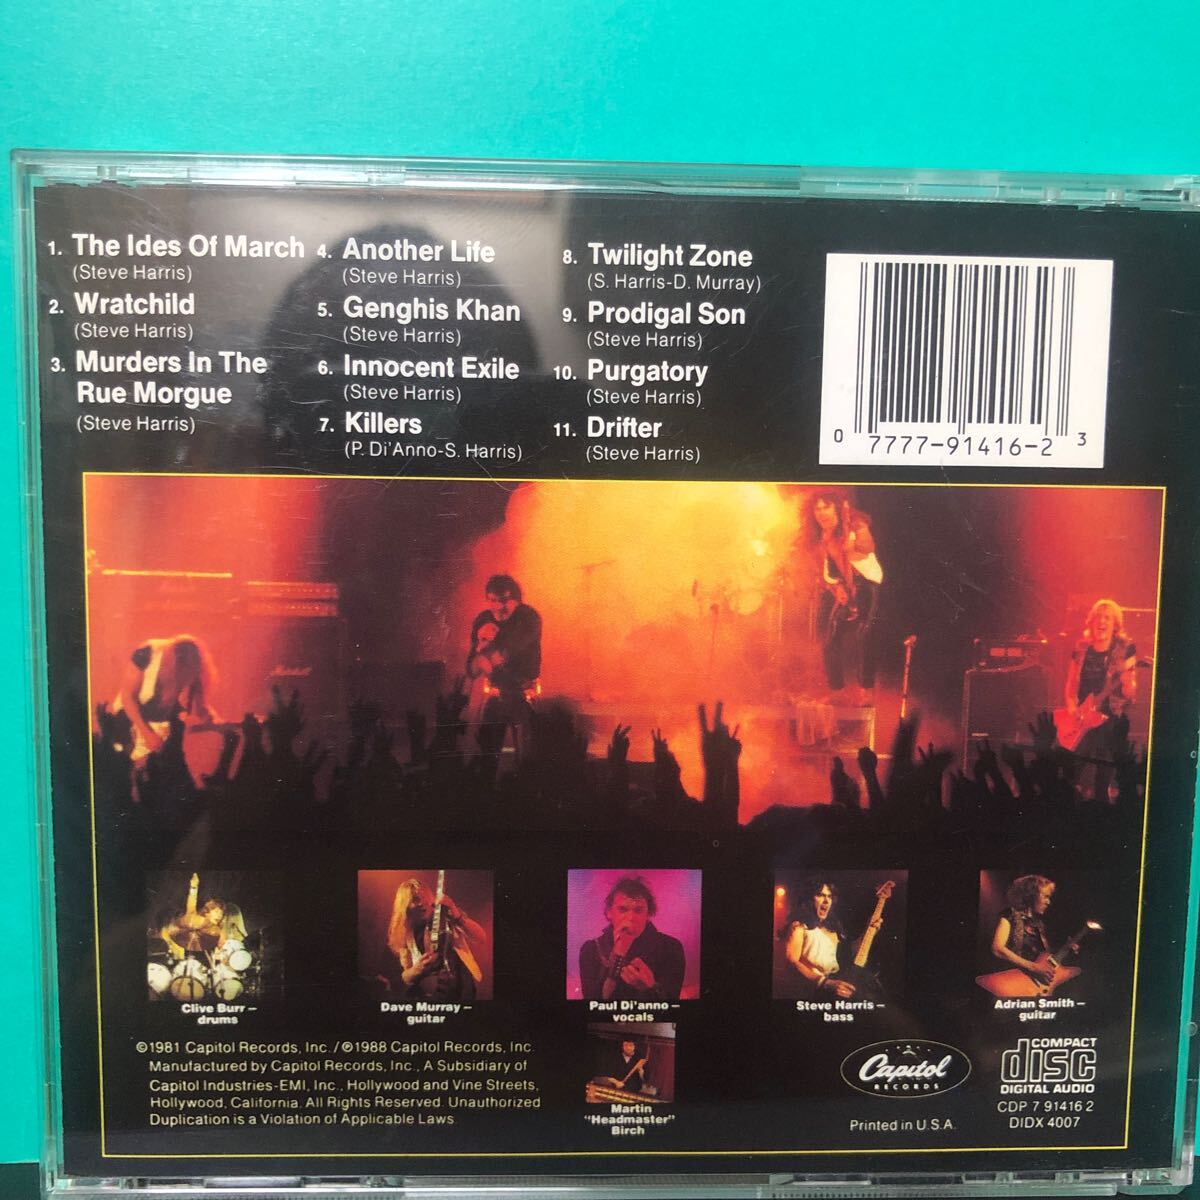 1. The Ides Of March
(Steve Harris)
2. Wratchild
(Steve Harris)
3. Murders In The
Rue Morgue
(Steve Harris)
4. Another Life
(Steve Harris)
5. Genghis Khan
(Steve Harris)
6. Innocent Exile
(Steve Harris)
7. Killers
(P. Di'Anno-S. Harris)
8. Twilight Zone
(S. Harris-D. Murray)
9. Prodigal Son
(Steve Harris)
10. Purgatory
(Steve Harris)
11. Drifter
(Steve Harris)
0 7777-91416-2 3
Marshall
Clive Burr –
drums
Dave Murray –
guitar
Paul Di'anno –
vocals
Steve Harris –
bass
Adrian Smith –
guitar
Martin
"Headmaster"
Birch
©1981 Capitol Records, Inc. / ℗1988 Capitol Records, Inc.
Manufactured by Capitol Records, Inc., A Subsidiary of
Capitol Industries-EMI, Inc., Hollywood and Vine Streets,
Hollywood, California. All Rights Reserved. Unauthorized
Duplication is a Violation of Applicable Laws.
Capitol
RECORDS
Printed in U.S.A.
COMPACT
disc
DIGITAL AUDIO
CDP 7 91416 2
DIDX 4007